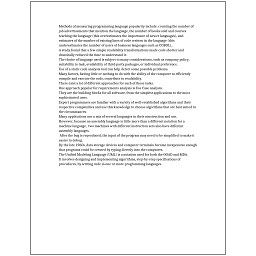 Methods of measuring programming language popularity include: counting the number of
job advertisements that mention the language, the number of books sold and courses
teaching the language (this overestimates the importance of newer languages), and
estimates of the number of existing lines of code written in the language (this
underestimates the number of users of business languages such as COBOL).
A study found that a few simple readability transformations made code shorter and
drastically reduced the time to understand it.
The choice of language used is subject to many considerations, such as company policy,
suitability to task, availability of third-party packages, or individual preference.
Use of a static code analysis tool can help detect some possible problems.
Many factors, having little or nothing to do with the ability of the computer to efficiently
compile and execute the code, contribute to readability.
There exist a lot of different approaches for each of those tasks.
One approach popular for requirements analysis is Use Case analysis.
They are the building blocks for all software, from the simplest applications to the most
sophisticated ones.
Expert programmers are familiar with a variety of well-established algorithms and their
respective complexities and use this knowledge to choose algorithms that are best suited to
the circumstances.
Many applications use a mix of several languages in their construction and use.
However, because an assembly language is little more than a different notation for a
machine language, two machines with different instruction sets also have different
assembly languages.
After the bug is reproduced, the input of the program may need to be simplified to make it
easier to debug.
By the late 1960s, data storage devices and computer terminals became inexpensive enough
that programs could be created by typing directly into the computers.
The Unified Modeling Language (UML) is a notation used for both the OOAD and MDA.
It involves designing and implementing algorithms, step-by-step specifications of
procedures, by writing code in one or more programming languages.